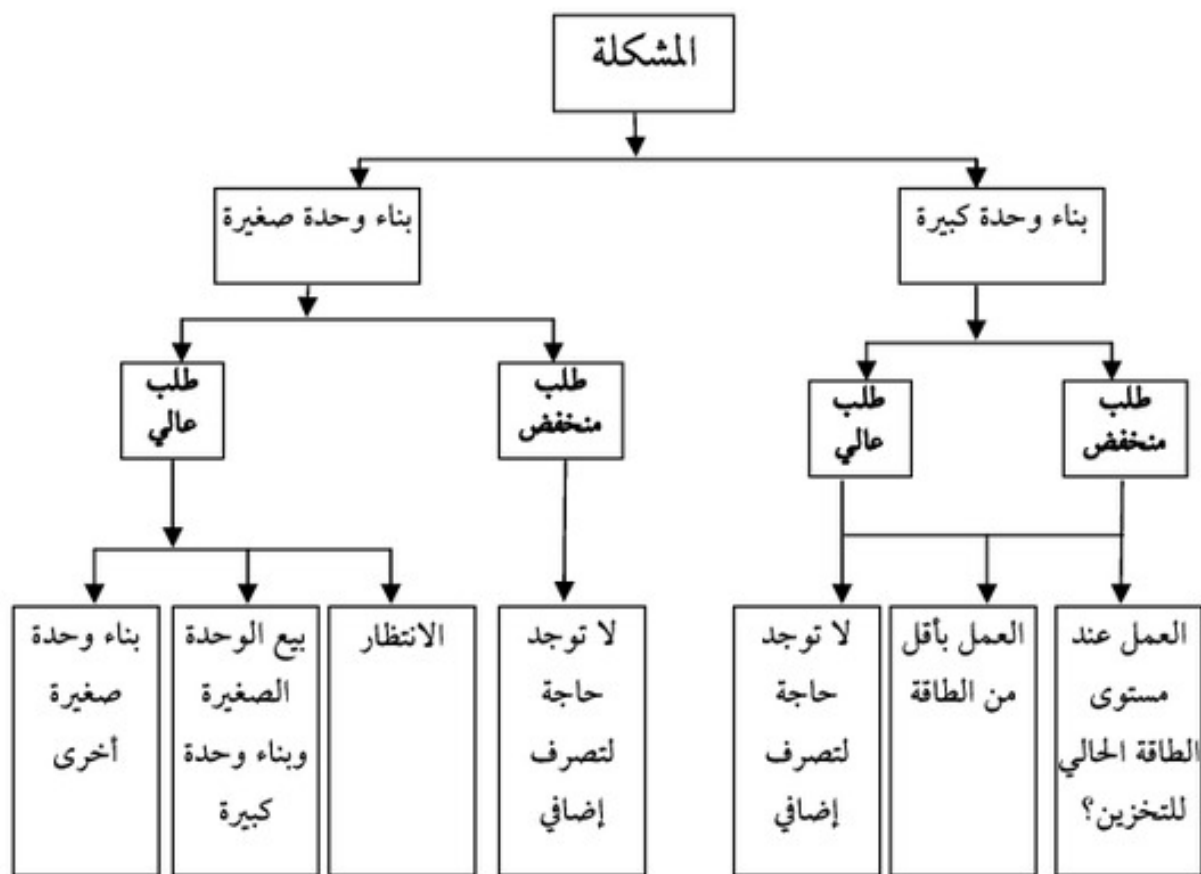 المشكلة
بناء وحدة كبيرة
بناء وحدة صغيرة
طلب
منخفض
طلب
عالي
طلب
منخفض
طلب
عالي
العمل عند
مستوى
الطاقة الحالي
للتخزين؟
العمل بأقل
من الطاقة
لا توجد
حاجة
لتصرف
إضافي
لا توجد
حاجة
لتصرف
إضافي
الانتظار
بيع الوحدة
الصغيرة
وبناء وحدة
كبيرة
بناء وحدة
صغيرة
أخرى